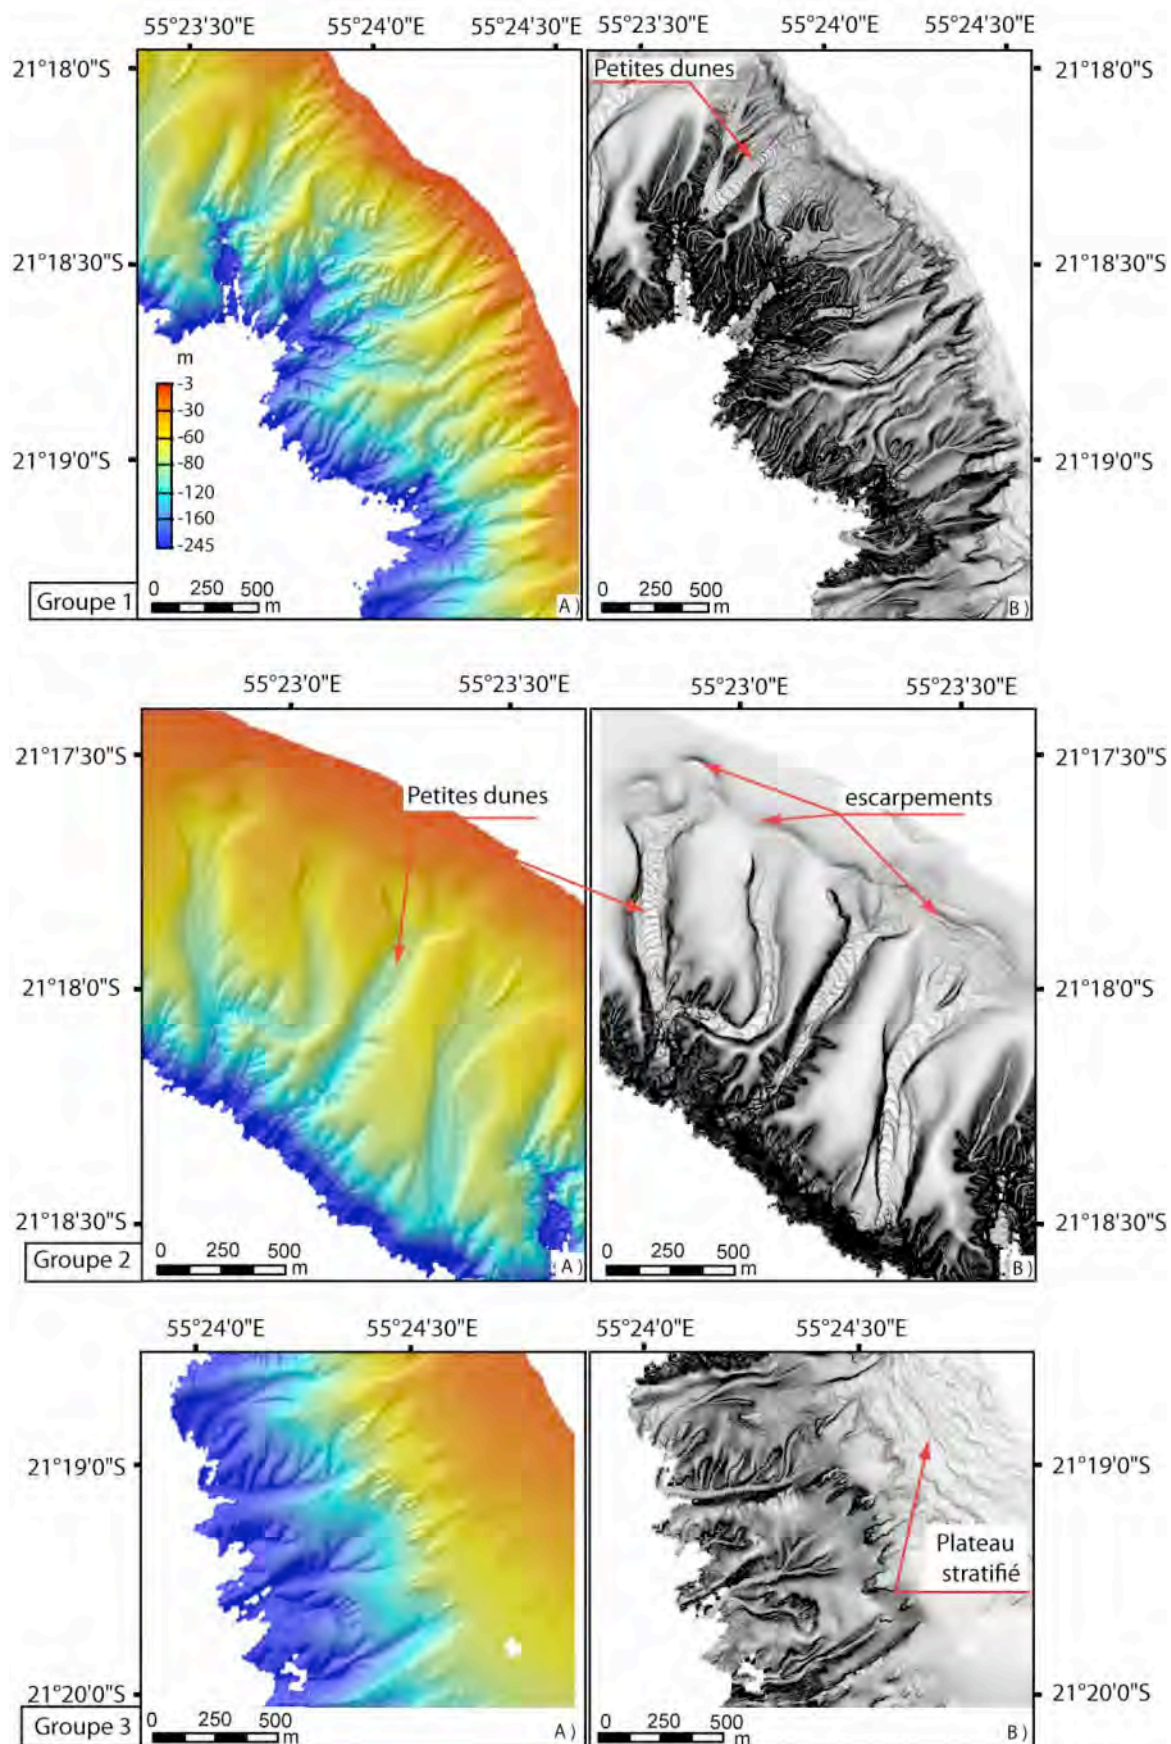 55°23'30"E 55°24'0"E 55°24'30"E
55°23'30"E 55°24'0"E 55°24'30"E
21°18'0"S
Petites dunes
21°18'0"S
21°18'30"S
21°18'30"S
m
-3
-30
-60
-80
-120
-160
-245
21°19'0"S
21°19'0"S
Groupe 1
0 250 500 m
A)
0 250 500 m
B)
55°23'0"E 55°23'30"E
55°23'0"E 55°23'30"E
21°17'30"S
Petites dunes
escarpements
21°17'30"S
21°18'0"S
21°18'0"S
21°18'30"S
21°18'30"S
Groupe 2
0 250 500 m
A)
0 250 500 m
B)
55°24'0"E 55°24'30"E
55°24'0"E 55°24'30"E
21°19'0"S
21°19'0"S
Plateau
stratifié
21°20'0"S
21°20'0"S
Groupe 3
0 250 500 m
A)
0 250 500 m
B)